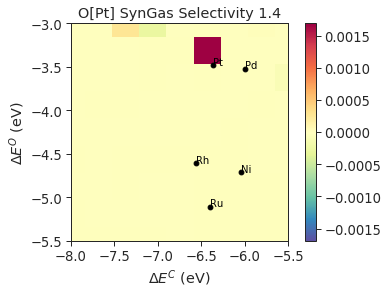 O[Pt] SynGas Selectivity 1.4
−3.0
−3.5
−4.0
−4.5
−5.0
−5.5
ΔE^O (eV)
Pt
Pd
Rh
Ni
Ru
−8.0 −7.5 −7.0 −6.5 −6.0 −5.5
ΔE^C (eV)
0.0015
0.0010
0.0005
0.0000
−0.0005
−0.0010
−0.0015